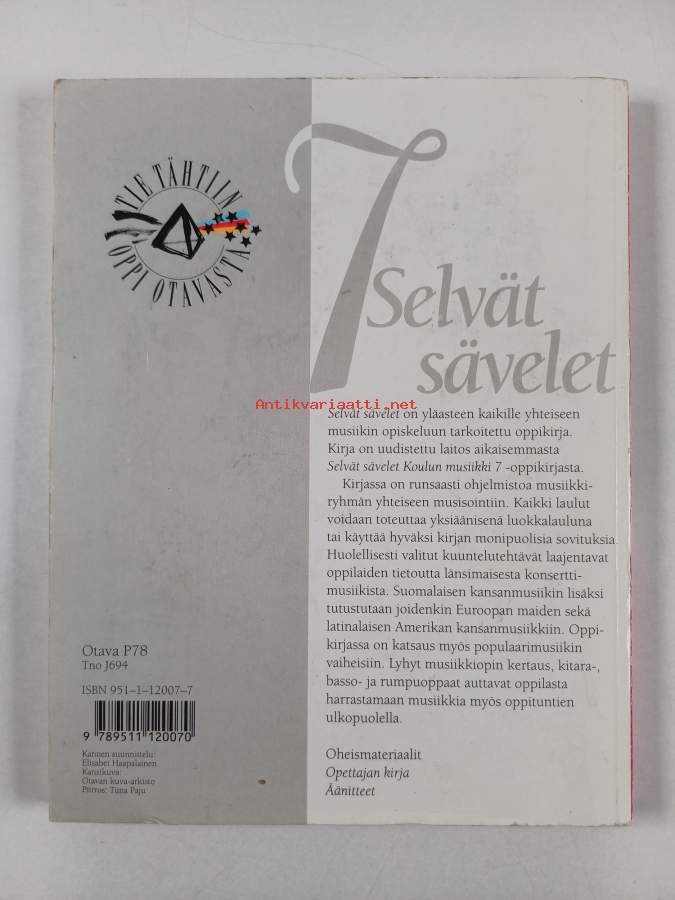 TIE TÄHTIIN
OPPI OTAVASTA
7
Selvät
sävelet
Antikvariaatti.net
Selvät sävelet on yläasteen kaikille yhteiseen
musiikin opiskeluun tarkoitettu oppikirja.
Kirja on uudistettu laitos aikaisemmasta
Selvät sävelet Koulun musiikki 7 -oppikirjasta.
Kirjassa on runsaasti ohjelmistoa musiikki-
ryhmän yhteiseen musisointiin. Kaikki laulut
voidaan toteuttaa yksiäänisenä luokkalauluna
tai käyttää hyväksi kirjan monipuolisia sovituksia.
Huolellisesti valitut kuuntelutehtävät laajentavat
oppilaiden tietoutta länsimaisesta konsertti-
musiikista. Suomalaisen kansanmusiikin lisäksi
tutustutaan joidenkin Euroopan maiden sekä
latinalaisen Amerikan kansanmusiikkiin. Oppi-
kirjassa on katsaus myös populaarimusiikin
vaiheisiin. Lyhyt musiikkiopin kertaus, kitara-,
basso- ja rumpuoppaat auttavat oppilasta
harrastamaan musiikkia myös oppituntien
ulkopuolella.
Oheismateriaalit
Opettajan kirja
Äänitteet
Otava P78
Tno J694
ISBN 951-1-12007-7
9 789511 120070
Kannen suunnittelu:
Elisabet Haapalainen
Kansikuva:
Otavan kuva-arkisto
Piirros: Tiina Paju